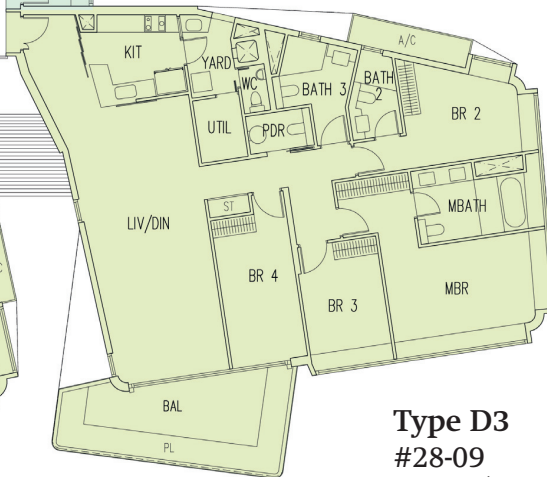 A/C
KIT
YARD
WC
BATH 3
BATH
2
BR 2
UTIL
PDR
MBATH
ST
LIV/DIN
BR 4
BR 3
MBR
BAL
PL
Type D3
#28-09